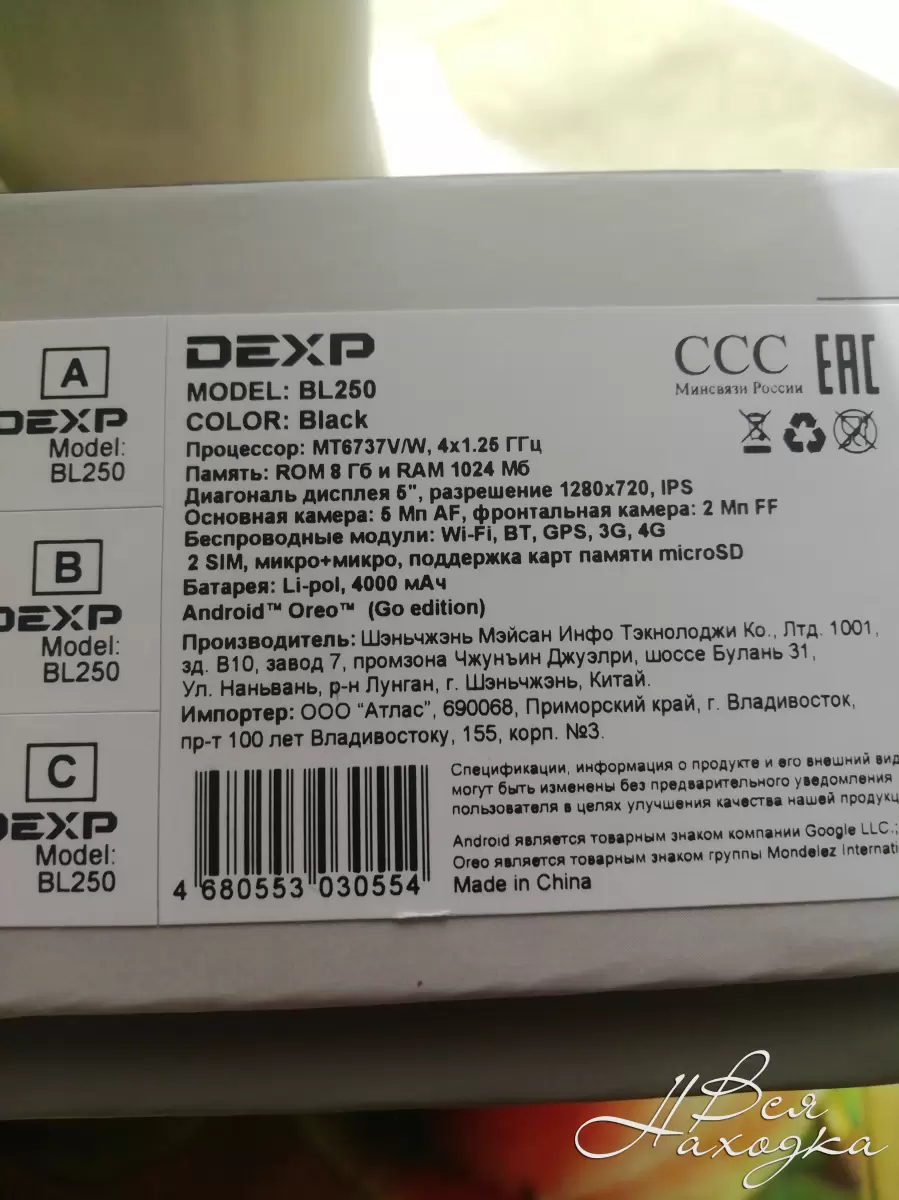 A
DEXP
Model:
BL250
B
DEXP
Model:
BL250
C
DEXP
Model:
BL250
DEXP
MODEL: BL250
COLOR: Black
Процессор: MT6737V/W, 4x1.25 ГГц
Память: ROM 8 Гб и RAM 1024 Мб
Диагональ дисплея 5", разрешение 1280x720, IPS
Основная камера: 5 Мп AF, фронтальная камера: 2 Мп FF
Беспроводные модули: Wi-Fi, BT, GPS, 3G, 4G
2 SIM, микро+микро, поддержка карт памяти microSD
Батарея: Li-pol, 4000 мАч
Android™ Oreo™ (Go edition)
Производитель: Шэньчжэнь Мэйсан Инфо Тэкнолоджи Ко., Лтд. 1001,
зд. В10, завод 7, промзона Чжунъин Джуэлри, шоссе Булань 31,
Ул. Наньвань, р-н Лунган, г. Шэньчжэнь, Китай.
Импортер: ООО "Атлас", 690068, Приморский край, г. Владивосток,
пр-т 100 лет Владивостоку, 155, корп. №3.
ССС
Минсвязи России
EAC
4 680553 030554
Спецификации, информация о продукте и его внешний вид
могут быть изменены без предварительного уведомления
пользователя в целях улучшения качества нашей продукц
Android является товарным знаком компании Google LLC.;
Oreo является товарным знаком группы Mondelez Internati
Made in China
Вся
Находка